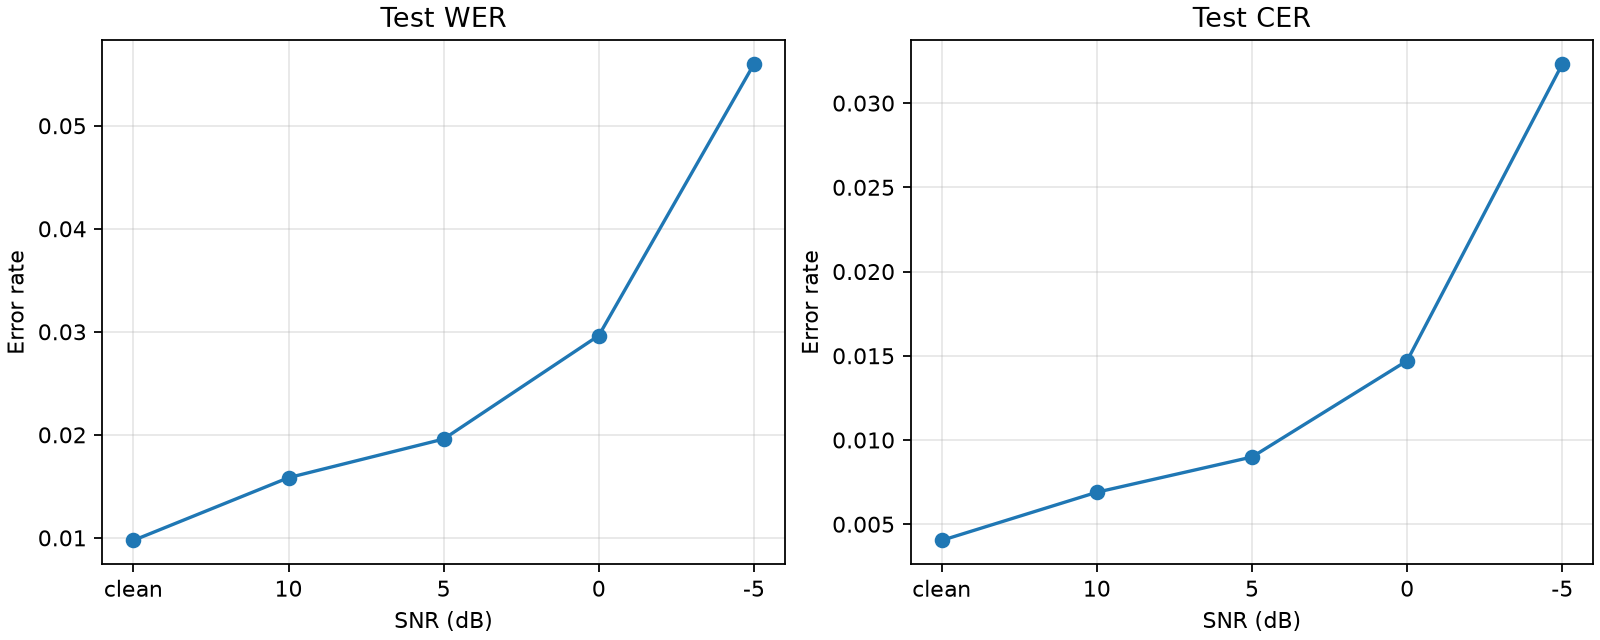 Test WER
Error rate
0.05
0.04
0.03
0.02
0.01
clean 10 5 0 -5
SNR (dB)
Test CER
Error rate
0.030
0.025
0.020
0.015
0.010
0.005
clean 10 5 0 -5
SNR (dB)